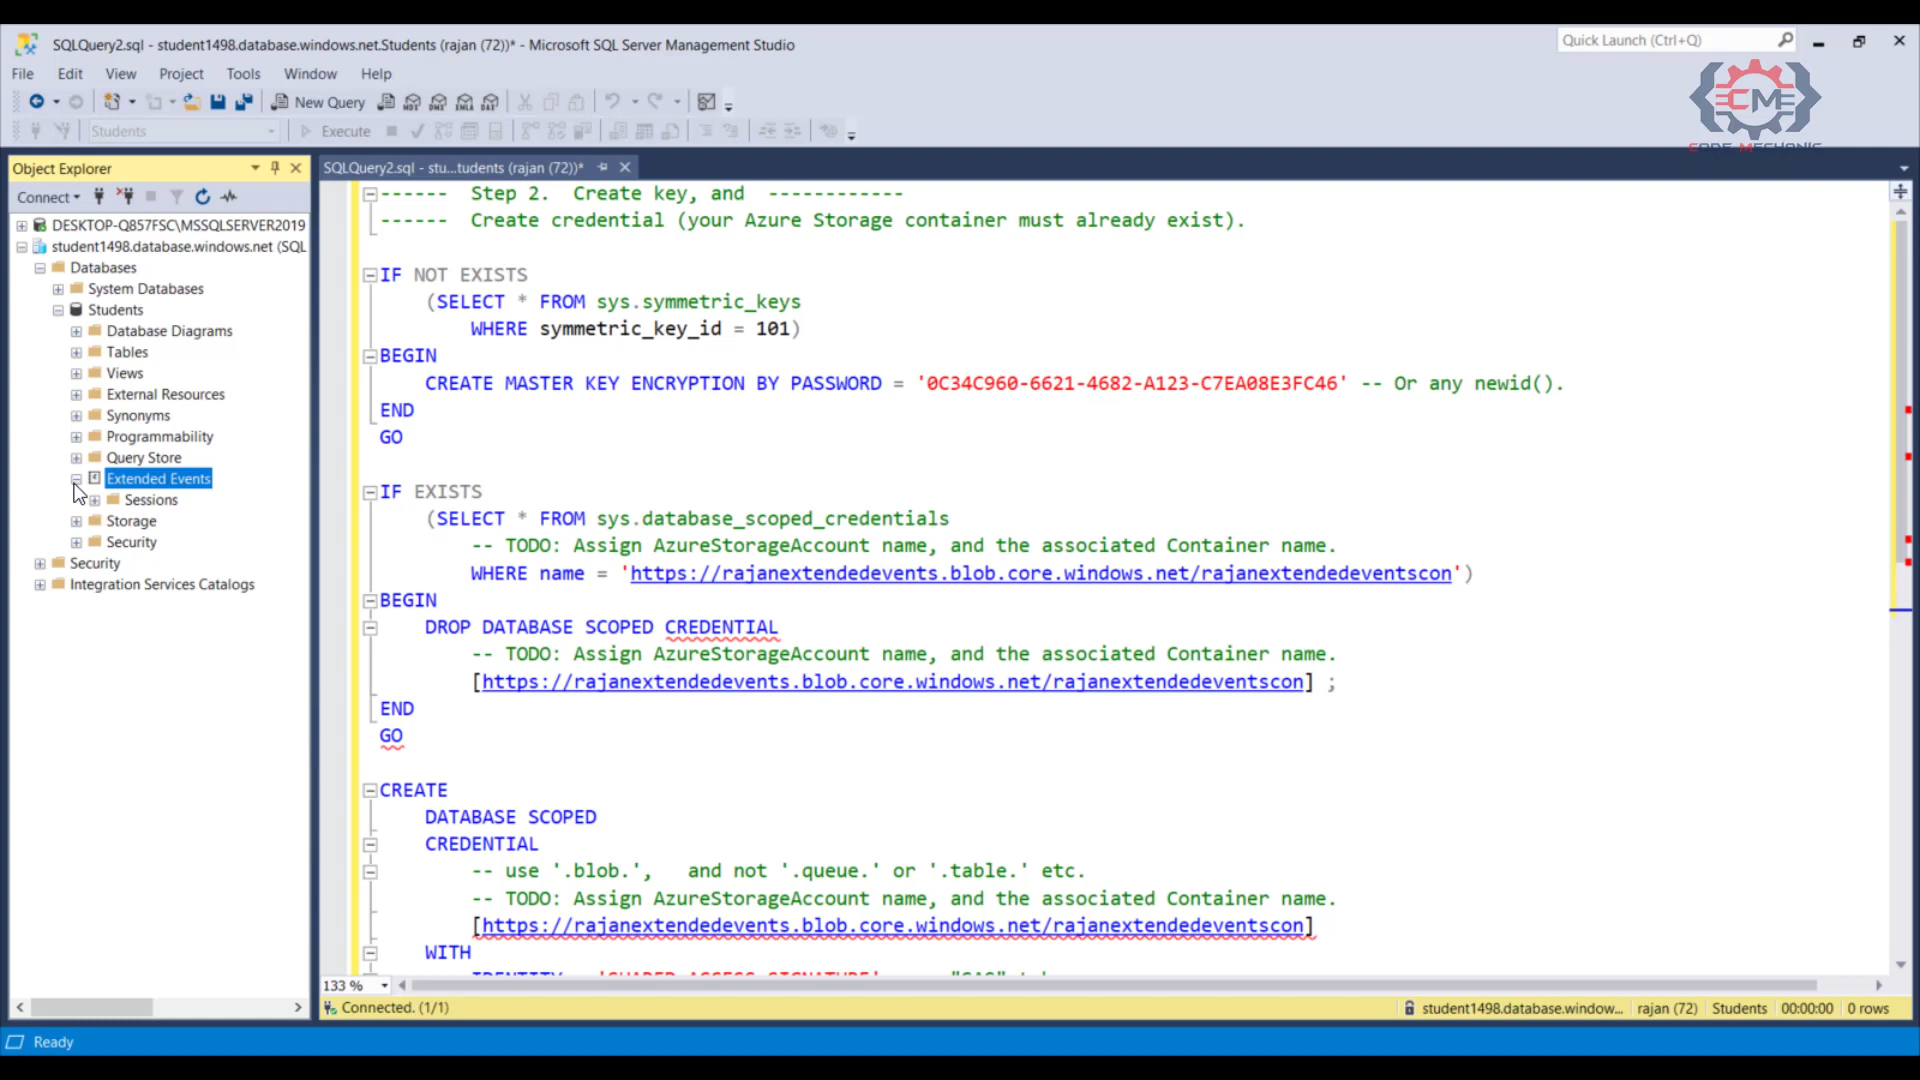 SQLQuery2.sql - student1498.database.windows.net.Students (rajan (72))* - Microsoft SQL Server Management Studio
Quick Launch (Ctrl+Q)
File Edit View Project Tools Window Help
CME
CODE MECHANIC
New Query
Students
Execute
Object Explorer
SQLQuery2.sql - stu...tudents (rajan (72))*
Connect
DESKTOP-Q857FSC\MSSQLSERVER2019
student1498.database.windows.net (SQL
Databases
System Databases
Students
Database Diagrams
Tables
Views
External Resources
Synonyms
Programmability
Query Store
Extended Events
Sessions
Storage
Security
Security
Integration Services Catalogs
------ Step 2. Create key, and ------------
------ Create credential (your Azure Storage container must already exist).
IF NOT EXISTS
(SELECT * FROM sys.symmetric_keys
WHERE symmetric_key_id = 101)
BEGIN
CREATE MASTER KEY ENCRYPTION BY PASSWORD = '0C34C960-6621-4682-A123-C7EA08E3FC46' -- Or any newid().
END
GO
IF EXISTS
(SELECT * FROM sys.database_scoped_credentials
-- TODO: Assign AzureStorageAccount name, and the associated Container name.
WHERE name = 'https://rajanextendedevents.blob.core.windows.net/rajanextendedeventscon')
BEGIN
DROP DATABASE SCOPED CREDENTIAL
-- TODO: Assign AzureStorageAccount name, and the associated Container name.
[https://rajanextendedevents.blob.core.windows.net/rajanextendedeventscon] ;
END
GO
CREATE
DATABASE SCOPED
CREDENTIAL
-- use '.blob.', and not '.queue.' or '.table.' etc.
-- TODO: Assign AzureStorageAccount name, and the associated Container name.
[https://rajanextendedevents.blob.core.windows.net/rajanextendedeventscon]
WITH
133 %
Connected. (1/1)
student1498.database.window... rajan (72) Students 00:00:00 0 rows
Ready